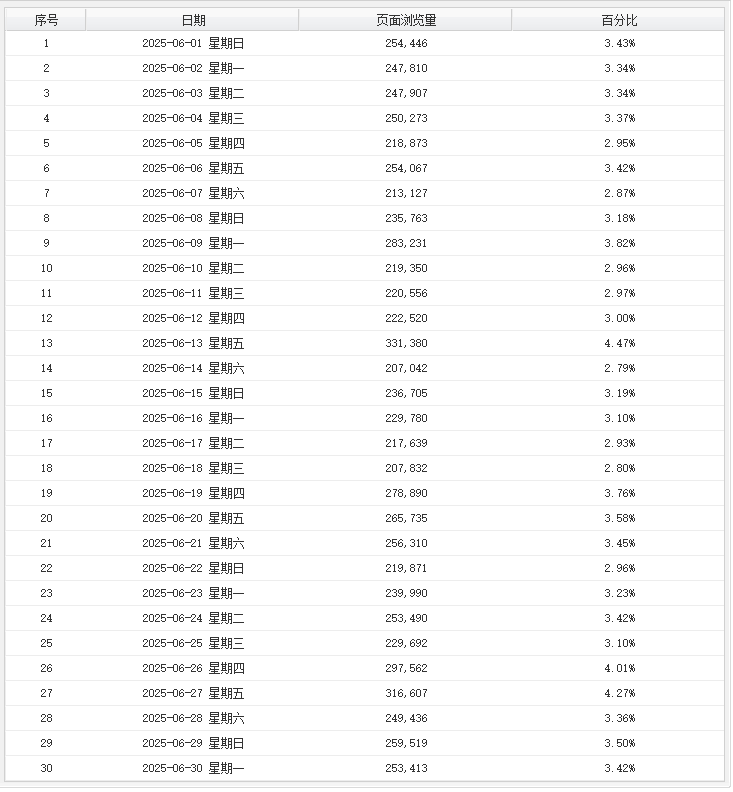 序号 日期 页面浏览量 百分比
1 2025-06-01 星期日 254,446 3.43%
2 2025-06-02 星期一 247,810 3.34%
3 2025-06-03 星期二 247,907 3.34%
4 2025-06-04 星期三 250,273 3.37%
5 2025-06-05 星期四 218,873 2.95%
6 2025-06-06 星期五 254,067 3.42%
7 2025-06-07 星期六 213,127 2.87%
8 2025-06-08 星期日 235,763 3.18%
9 2025-06-09 星期一 283,231 3.82%
10 2025-06-10 星期二 219,350 2.96%
11 2025-06-11 星期三 220,556 2.97%
12 2025-06-12 星期四 222,520 3.00%
13 2025-06-13 星期五 331,380 4.47%
14 2025-06-14 星期六 207,042 2.79%
15 2025-06-15 星期日 236,705 3.19%
16 2025-06-16 星期一 229,780 3.10%
17 2025-06-17 星期二 217,639 2.93%
18 2025-06-18 星期三 207,832 2.80%
19 2025-06-19 星期四 278,890 3.76%
20 2025-06-20 星期五 265,735 3.58%
21 2025-06-21 星期六 256,310 3.45%
22 2025-06-22 星期日 219,871 2.96%
23 2025-06-23 星期一 239,990 3.23%
24 2025-06-24 星期二 253,490 3.42%
25 2025-06-25 星期三 229,692 3.10%
26 2025-06-26 星期四 297,562 4.01%
27 2025-06-27 星期五 316,607 4.27%
28 2025-06-28 星期六 249,436 3.36%
29 2025-06-29 星期日 259,519 3.50%
30 2025-06-30 星期一 253,413 3.42%